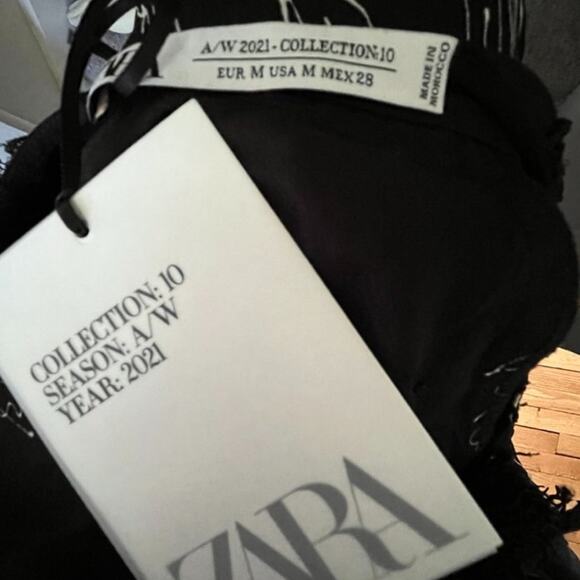 A/W 2021 - COLLECTION:10
EUR M USA M MEX 28
MADE IN
MOROCCO
COLLECTION: 10
SEASON: A/W
YEAR: 2021
ZARA